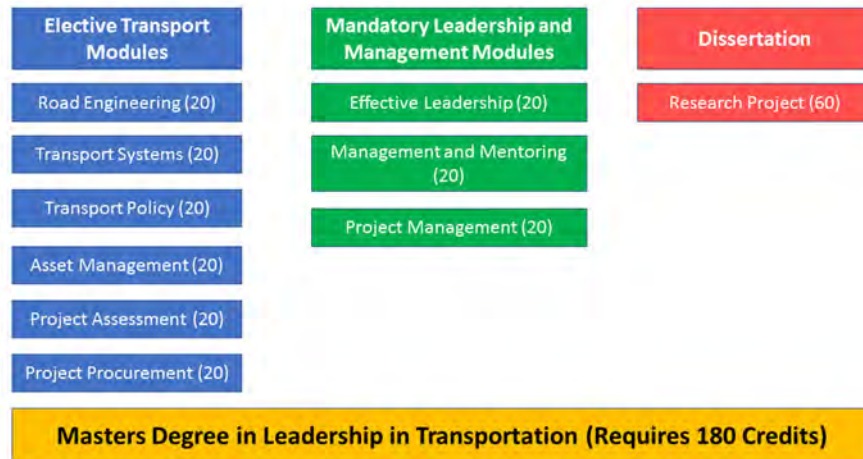 Elective Transport
Modules
Road Engineering (20)
Transport Systems (20)
Transport Policy (20)
Asset Management (20)
Project Assessment (20)
Project Procurement (20)
Mandatory Leadership and
Management Modules
Effective Leadership (20)
Management and Mentoring
(20)
Project Management (20)
Dissertation
Research Project (60)
Masters Degree in Leadership in Transportation (Requires 180 Credits)